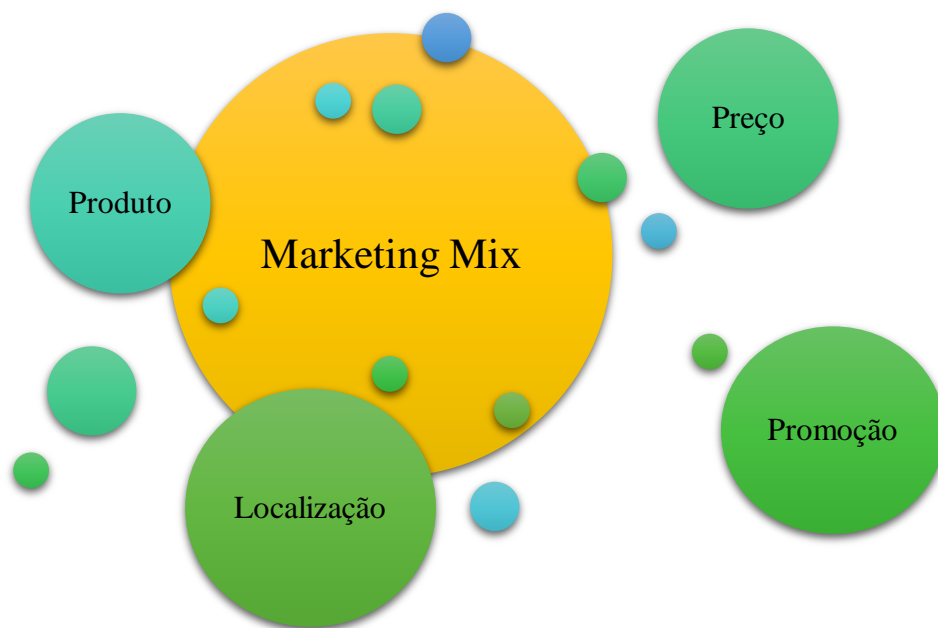 Preço
Produto
Marketing Mix
Promoção
Localização